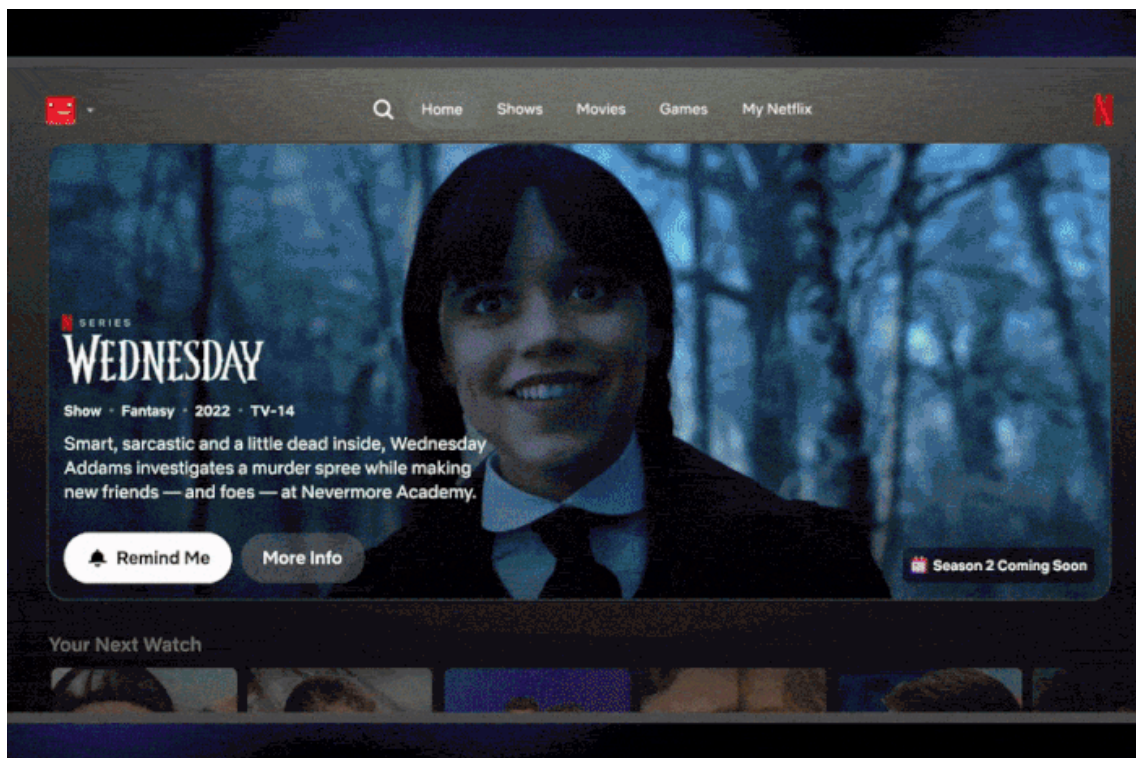 Home Shows Movies Games My Netflix
N
N SERIES
WEDNESDAY
Show · Fantasy · 2022 · TV-14
Smart, sarcastic and a little dead inside, Wednesday
Addams investigates a murder spree while making
new friends — and foes — at Nevermore Academy.
Remind Me More Info
Season 2 Coming Soon
Your Next Watch